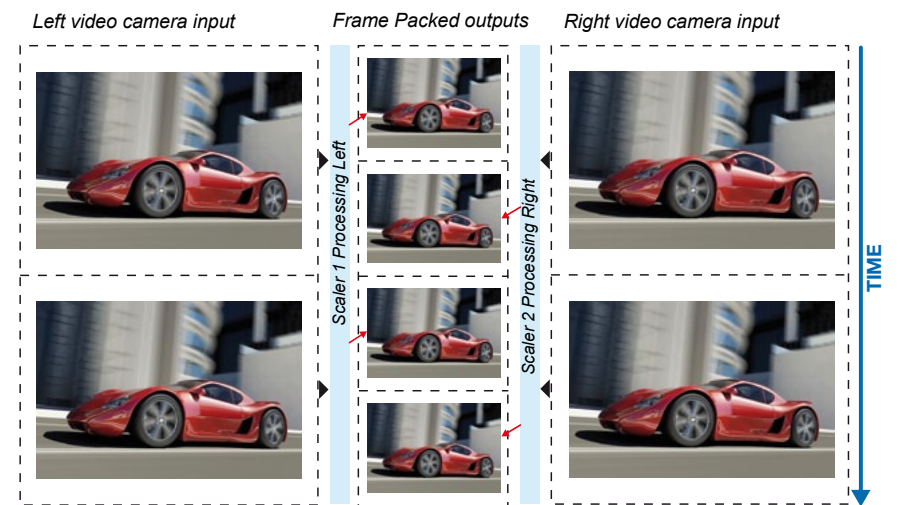 Left video camera input
Frame Packed outputs
Right video camera input
Scaler 1 Processing Left
Scaler 2 Processing Right
TIME